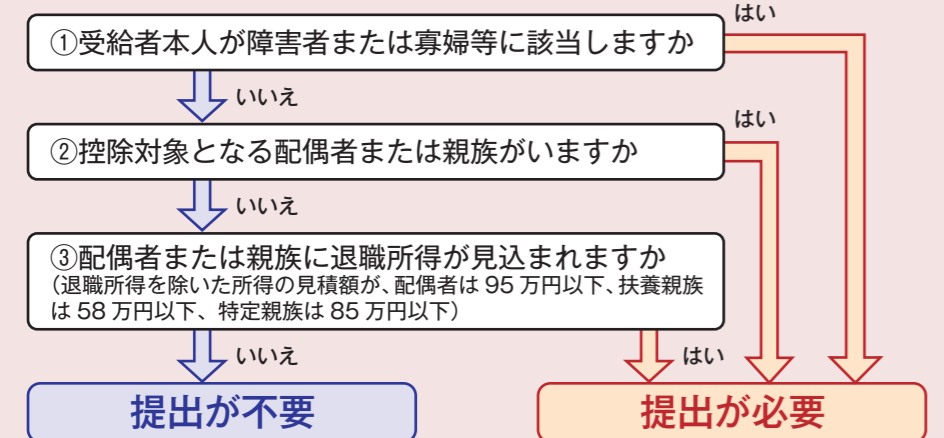 はい
①受給者本人が障害者または寡婦等に該当しますか
いいえ
はい
②控除対象となる配偶者または親族がいますか
いいえ
③配偶者または親族に退職所得が見込まれますか
（退職所得を除いた所得の見積額が、配偶者は 95 万円以下、扶養親族
は 58 万円以下、特定親族は 85 万円以下）
いいえ
はい
提出が不要
提出が必要